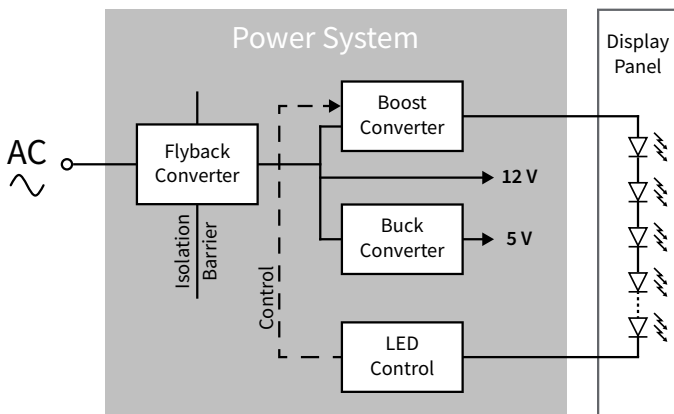 Power System
Display
Panel
AC
Flyback
Converter
Boost
Converter
12 V
Buck
Converter
5 V
Isolation
Barrier
Control
LED
Control